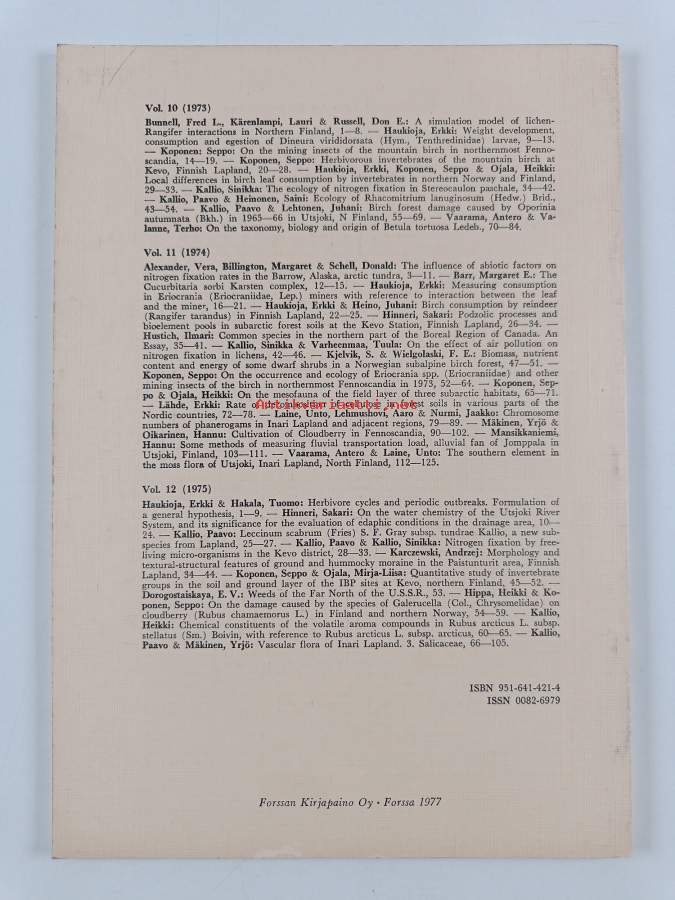 Vol. 10 (1973)
Bunnell, Fred L., Kärenlampi, Lauri & Russell, Don E.: A simulation model of lichen-
Rangifer interactions in Northern Finland, 1—8. — Haukioja, Erkki: Weight development,
consumption and egestion of Dineura virididorsata (Hym., Tenthredinidae) larvae, 9—13.
— Koponen: Seppo: On the mining insects of the mountain birch in northernmost Fenno-
scandia, 14—19. — Koponen, Seppo: Herbivorous invertebrates of the mountain birch at
Kevo, Finnish Lapland, 20—28. — Haukioja, Erkki, Koponen, Seppo & Ojala, Heikki:
Local differences in birch leaf consumption by invertebrates in northern Norway and Finland,
29—33. — Kallio, Sinikka: The ecology of nitrogen fixation in Stereocaulon paschale, 34—42.
— Kallio, Paavo & Heinonen, Saini: Ecology of Rhacomitrium lanuginosum (Hedw.) Brid.,
43—54. — Kallio, Paavo & Lehtonen, Juhani: Birch forest damage caused by Oporinia
autumnata (Bkh.) in 1965—66 in Utsjoki, N Finland, 55—69. — Vaarama, Antero & Va-
lanne, Terho: On the taxonomy, biology and origin of Betula tortuosa Ledeb., 70—84.
Vol. 11 (1974)
Alexander, Vera, Billington, Margaret & Schell, Donald: The influence of abiotic factors on
nitrogen fixation rates in the Barrow, Alaska, arctic tundra, 3—11. — Barr, Margaret E.: The
Cucurbitaria sorbi Karsten complex, 12—15. — Haukioja, Erkki: Measuring consumption
in Eriocrania (Eriocraniidae, Lep.) miners with reference to interaction between the leaf
and the miner, 16—21. — Haukioja, Erkki & Heino, Juhani: Birch consumption by reindeer
(Rangifer tarandus) in Finnish Lapland, 22—25. — Hinneri, Sakari: Podzolic processes and
bioelement pools in subarctic forest soils at the Kevo Station, Finnish Lapland, 26—34. —
Hustich, Ilmari: Common species in the northern part of the Boreal Region of Canada. An
Essay, 35—41. — Kallio, Sinikka & Varheenmaa, Tuula: On the effect of air pollution on
nitrogen fixation in lichens, 42—46. — Kjelvik, S. & Wielgolaski, F. E.: Biomass, nutrient
content and energy of some dwarf shrubs in a Norwegian subalpine birch forest, 47—51. —
Koponen, Seppo: On the occurrence and ecology of Eriocrania spp. (Eriocraniidae) and other
mining insects of the birch in northernmost Fennoscandia in 1973, 52—64. — Koponen, Sep-
po & Ojala, Heikki: On the mesofauna of the field layer of three subarctic habitats, 65—71.
— Lähde, Erkki: Rate of decomposition of cellulose in forest soils in various parts of the
Antikvariaatti.net
Nordic countries, 72—78. — Laine, Unto, Lehmushovi, Aaro & Nurmi, Jaakko: Chromosome
numbers of phanerogams in Inari Lapland and adjacent regions, 79—89. — Mäkinen, Yrjö &
Oikarinen, Hannu: Cultivation of Cloudberry in Fennoscandia, 90—102. — Mansikkaniemi,
Hannu: Some methods of measuring fluvial transportation load, alluvial fan of Jomppala in
Utsjoki, Finland, 103—111. — Vaarama, Antero & Laine, Unto: The southern element in
the moss flora of Utsjoki, Inari Lapland, North Finland, 112—125.
Vol. 12 (1975)
Haukioja, Erkki & Hakala, Tuomo: Herbivore cycles and periodic outbreaks. Formulation of
a general hypothesis, 1—9. — Hinneri, Sakari: On the water chemistry of the Utsjoki River
System, and its significance for the evaluation of edaphic conditions in the drainage area, 10—
24. — Kallio, Paavo: Leccinum scabrum (Fries) S. F. Gray subsp. tundrae Kallio, a new sub-
species from Lapland, 25—27. — Kallio, Paavo & Kallio, Sinikka: Nitrogen fixation by free-
living micro-organisms in the Kevo district, 28—33. — Karczewski, Andrzej: Morphology and
textural-structural features of ground and hummocky moraine in the Paistunturit area, Finnish
Lapland, 34—44. — Koponen, Seppo & Ojala, Mirja-Liisa: Quantitative study of invertebrate
groups in the soil and ground layer of the IBP sites at Kevo, northern Finland, 45—52. —
Dorogostaiskaya, E. V.: Weeds of the Far North of the U.S.S.R., 53. — Hippa, Heikki & Ko-
ponen, Seppo: On the damage caused by the species of Galerucella (Col., Chrysomelidae) on
cloudberry (Rubus chamaemorus L.) in Finland and northern Norway, 54—59. — Kallio,
Heikki: Chemical constituents of the volatile aroma compounds in Rubus arcticus L. subsp.
stellatus (Sm.) Boivin, with reference to Rubus arcticus L. subsp. arcticus, 60—65. — Kallio,
Paavo & Mäkinen, Yrjö: Vascular flora of Inari Lapland. 3. Salicaceae, 66—105.
ISBN 951-641-421-4
ISSN 0082-6979
Forssan Kirjapaino Oy • Forssa 1977